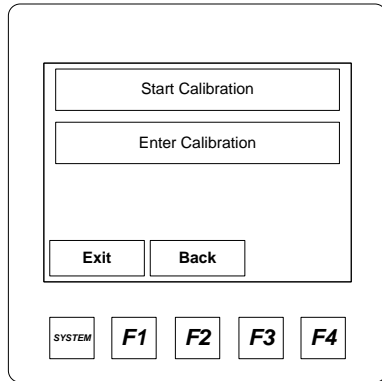 Start Calibration
Enter Calibration
Exit Back
SYSTEM F1 F2 F3 F4